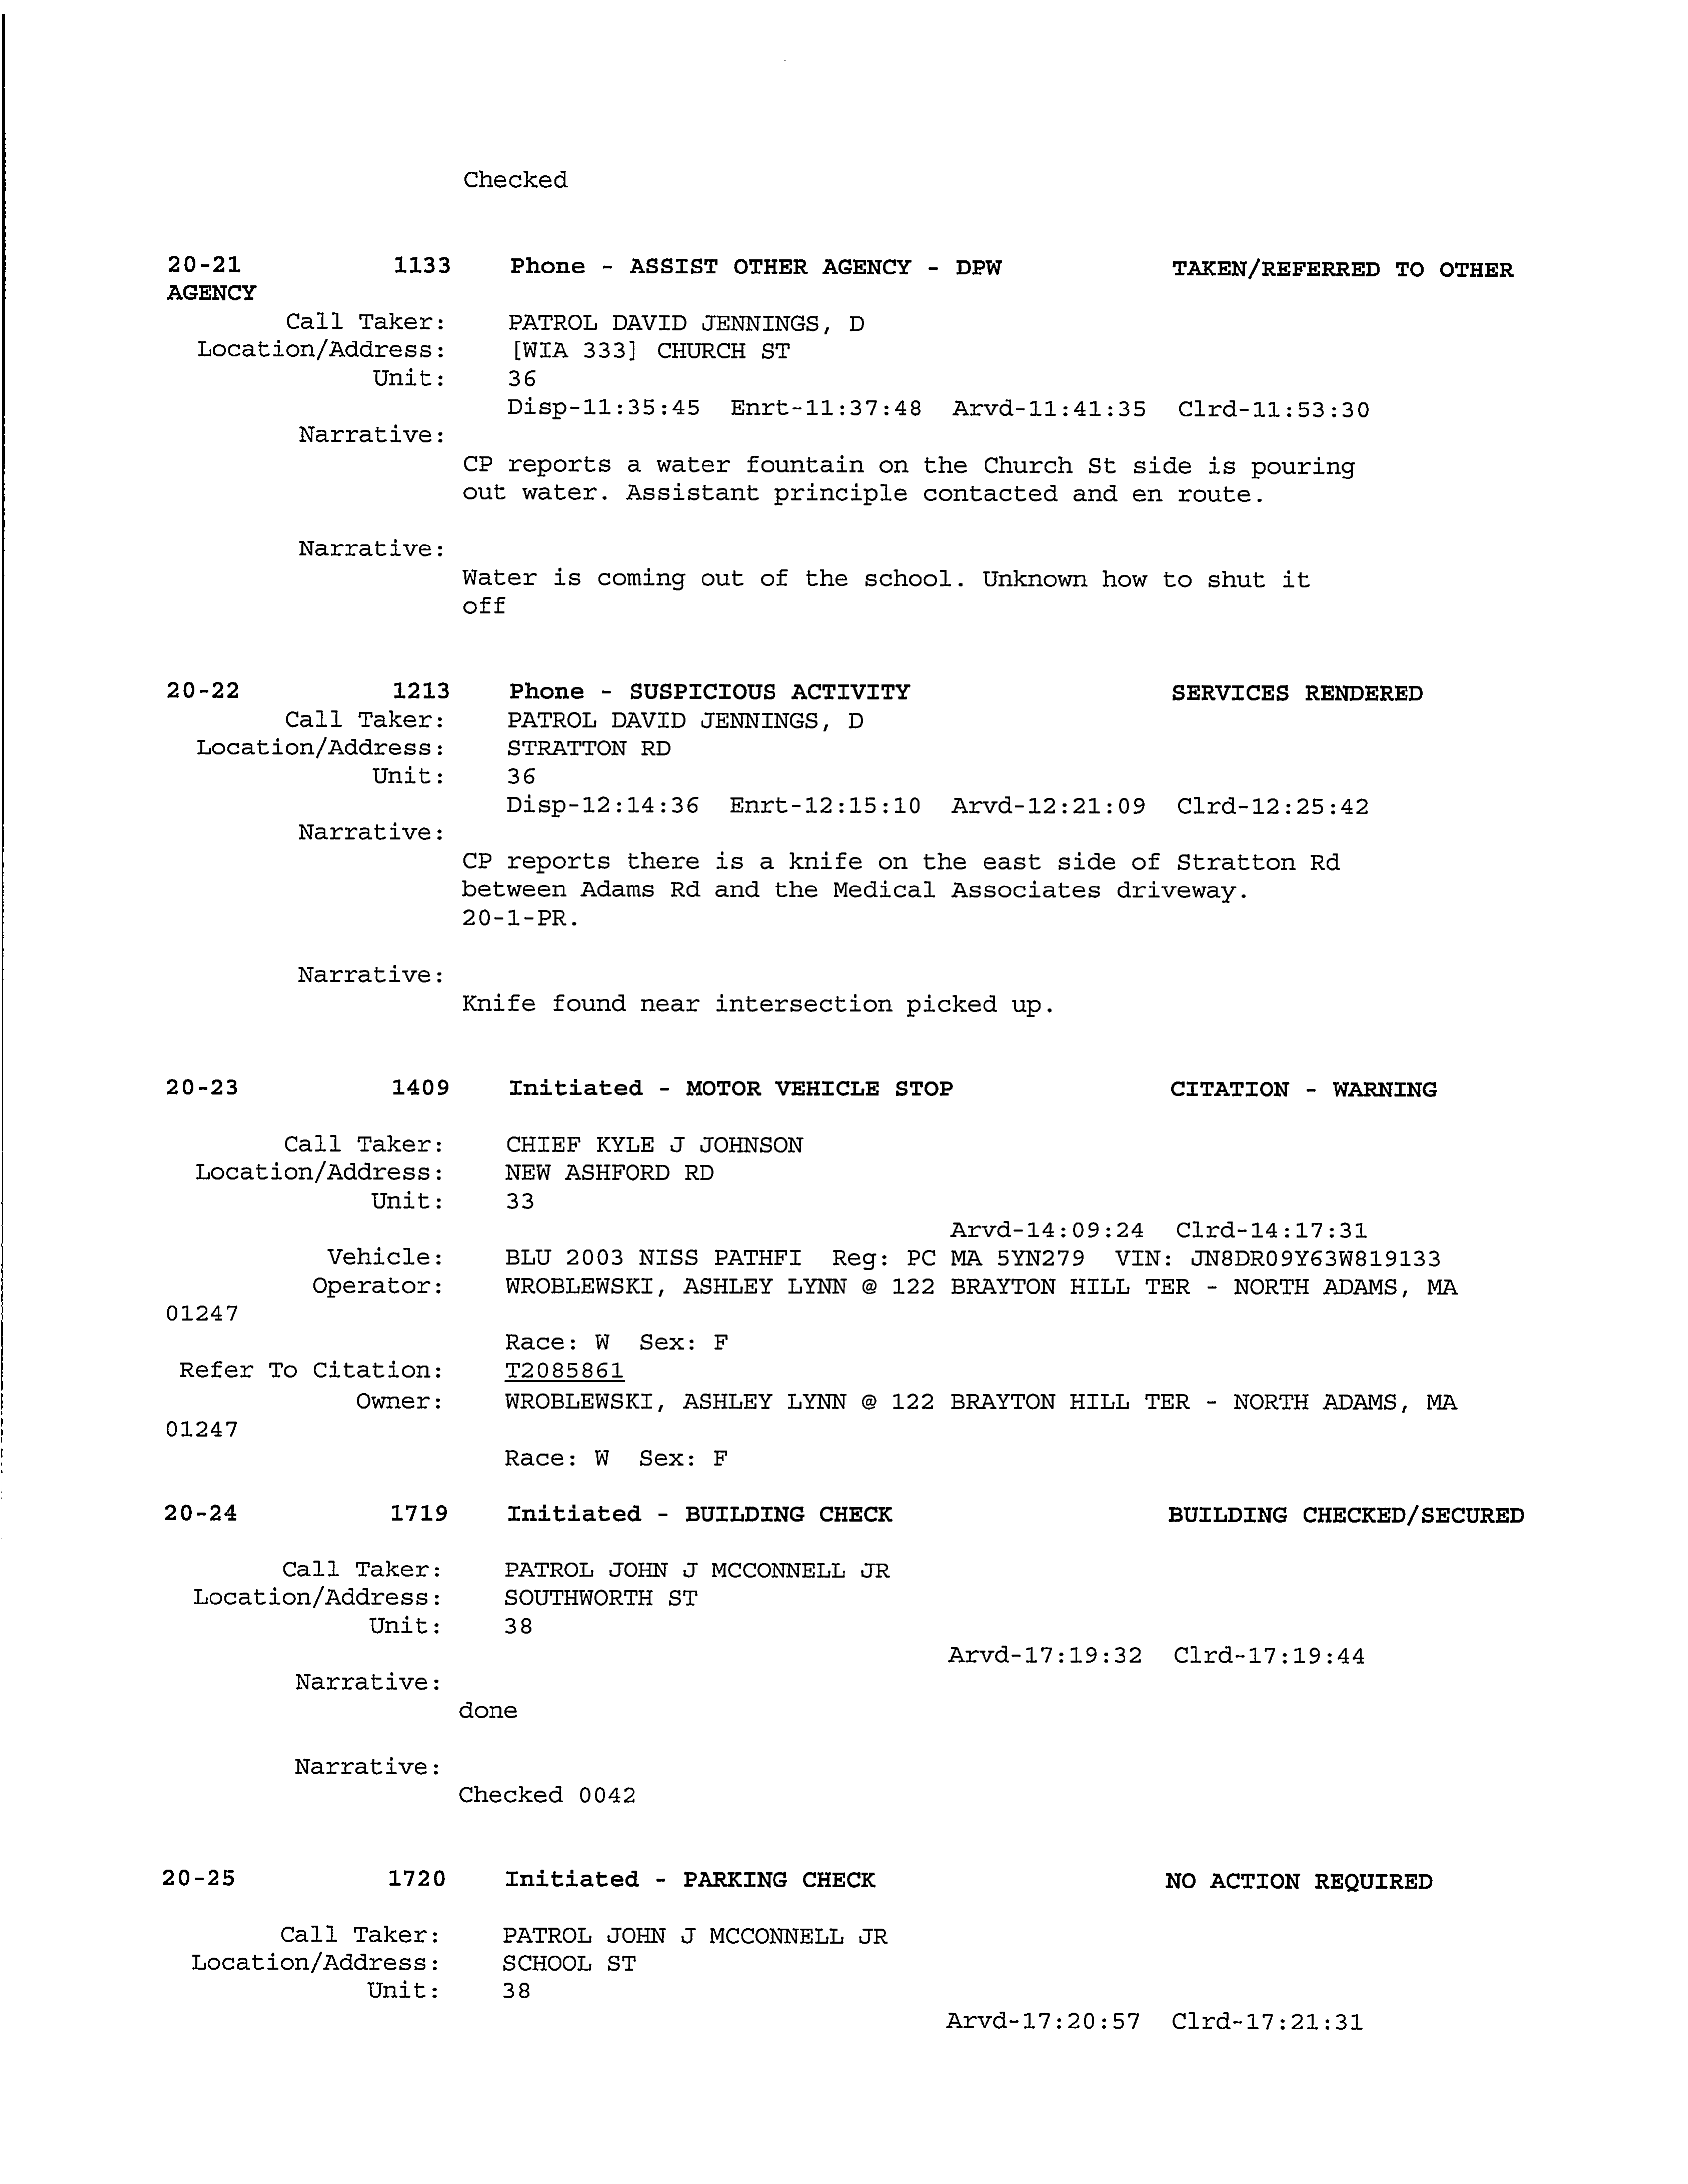 Checked
20-21 1133 Phone - ASSIST OTHER AGENCY - DPW TAKEN/REFERRED TO OTHER
AGENCY
Call Taker: PATROL DAVID JENNINGS, D
Location/Address: [WIA 333] CHURCH ST
Unit: 36
Disp-11:35:45 Enrt-11:37:48 Arvd-11:41:35 Clrd-11:53:30
Narrative:
CP reports a water fountain on the Church St side is pouring
out water. Assistant principle contacted and en route.
Narrative:
Water is coming out of the school. Unknown how to shut it
off
20-22 1213 Phone - SUSPICIOUS ACTIVITY SERVICES RENDERED
Call Taker: PATROL DAVID JENNINGS, D
Location/Address: STRATTON RD
Unit: 36
Disp-12:14:36 Enrt-12:15:10 Arvd-12:21:09 Clrd-12:25:42
Narrative:
CP reports there is a knife on the east side of Stratton Rd
between Adams Rd and the Medical Associates driveway.
20-1-PR.
Narrative:
Knife found near intersection picked up.
20-23 1409 Initiated - MOTOR VEHICLE STOP CITATION - WARNING
Call Taker: CHIEF KYLE J JOHNSON
Location/Address: NEW ASHFORD RD
Unit: 33
Arvd-14:09:24 Clrd-14:17:31
Vehicle: BLU 2003 NISS PATHFI Reg: PC MA 5YN279 VIN: JN8DR09Y63W819133
Operator: WROBLEWSKI, ASHLEY LYNN @ 122 BRAYTON HILL TER - NORTH ADAMS, MA
01247
Race: W Sex: F
Refer To Citation: T2085861
Owner: WROBLEWSKI, ASHLEY LYNN @ 122 BRAYTON HILL TER - NORTH ADAMS, MA
01247
Race: W Sex: F
20-24 1719 Initiated - BUILDING CHECK BUILDING CHECKED/SECURED
Call Taker: PATROL JOHN J MCCONNELL JR
Location/Address: SOUTHWORTH ST
Unit: 38
Arvd-17:19:32 Clrd-17:19:44
Narrative:
done
Narrative:
Checked 0042
20-25 1720 Initiated - PARKING CHECK NO ACTION REQUIRED
Call Taker: PATROL JOHN J MCCONNELL JR
Location/Address: SCHOOL ST
Unit: 38
Arvd-17:20:57 Clrd-17:21:31